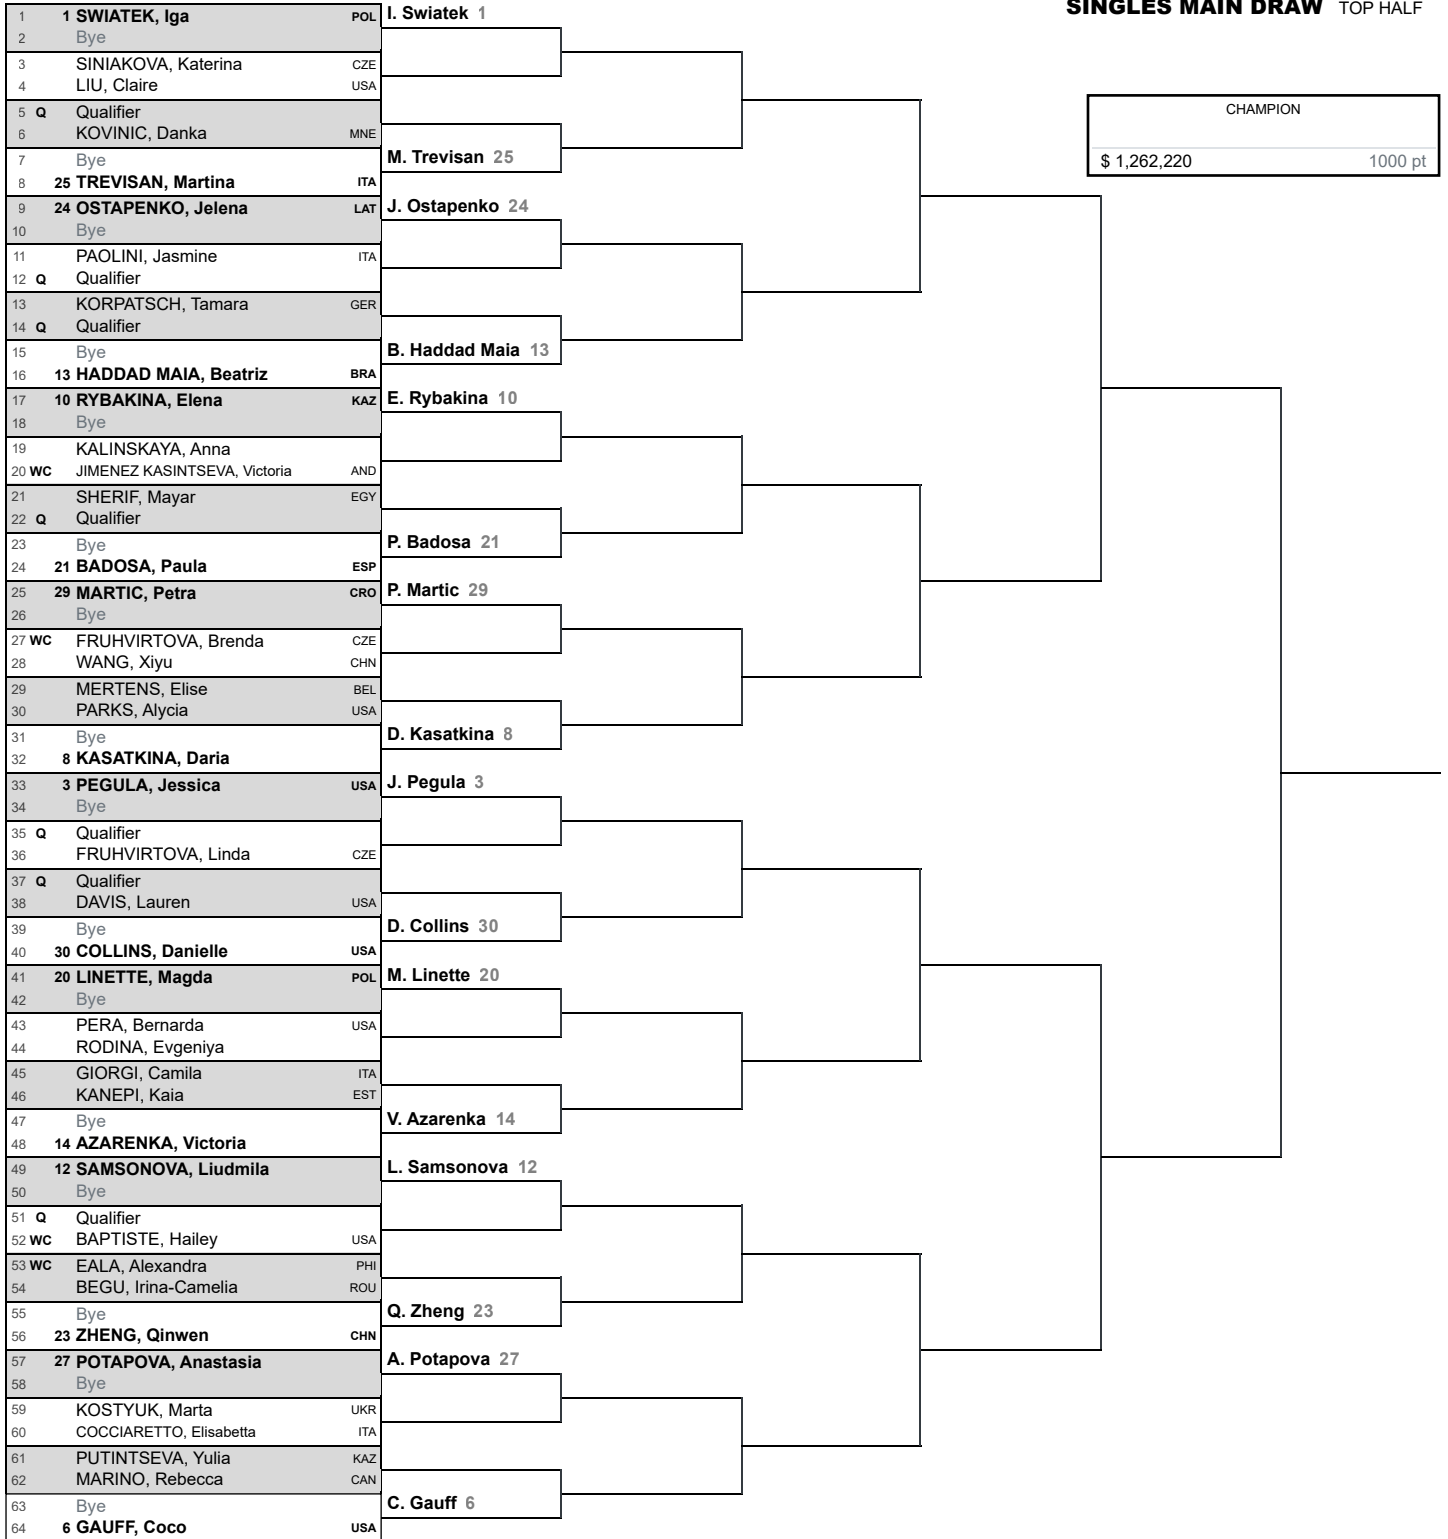 SINGLES MAIN DRAW TOP HALF
CHAMPION
$ 1,262,220 1000 pt
1 1 SWIATEK, Iga POL
I. Swiatek 1
2 Bye
3 SINIAKOVA, Katerina CZE
4 LIU, Claire USA
5 Q Qualifier
6 KOVINIC, Danka MNE
7 Bye
M. Trevisan 25
8 25 TREVISAN, Martina ITA
9 24 OSTAPENKO, Jelena LAT
J. Ostapenko 24
10 Bye
11 PAOLINI, Jasmine ITA
12 Q Qualifier
13 KORPATSCH, Tamara GER
14 Q Qualifier
15 Bye
B. Haddad Maia 13
16 13 HADDAD MAIA, Beatriz BRA
17 10 RYBAKINA, Elena KAZ
E. Rybakina 10
18 Bye
19 KALINSKAYA, Anna
20 WC JIMENEZ KASINTSEVA, Victoria AND
21 SHERIF, Mayar EGY
22 Q Qualifier
23 Bye
P. Badosa 21
24 21 BADOSA, Paula ESP
25 29 MARTIC, Petra CRO
P. Martic 29
26 Bye
27 WC FRUHVIRTOVA, Brenda CZE
28 WANG, Xiyu CHN
29 MERTENS, Elise BEL
30 PARKS, Alycia USA
31 Bye
D. Kasatkina 8
32 8 KASATKINA, Daria
33 3 PEGULA, Jessica USA
J. Pegula 3
34 Bye
35 Q Qualifier
36 FRUHVIRTOVA, Linda CZE
37 Q Qualifier
38 DAVIS, Lauren USA
39 Bye
D. Collins 30
40 30 COLLINS, Danielle USA
41 20 LINETTE, Magda POL
M. Linette 20
42 Bye
43 PERA, Bernarda USA
44 RODINA, Evgeniya
45 GIORGI, Camila ITA
46 KANEPI, Kaia EST
47 Bye
V. Azarenka 14
48 14 AZARENKA, Victoria
49 12 SAMSONOVA, Liudmila
L. Samsonova 12
50 Bye
51 Q Qualifier
52 WC BAPTISTE, Hailey USA
53 WC EALA, Alexandra PHI
54 BEGU, Irina-Camelia ROU
55 Bye
Q. Zheng 23
56 23 ZHENG, Qinwen CHN
57 27 POTAPOVA, Anastasia
A. Potapova 27
58 Bye
59 KOSTYUK, Marta UKR
60 COCCIARETTO, Elisabetta ITA
61 PUTINTSEVA, Yulia KAZ
62 MARINO, Rebecca CAN
63 Bye
C. Gauff 6
64 6 GAUFF, Coco USA